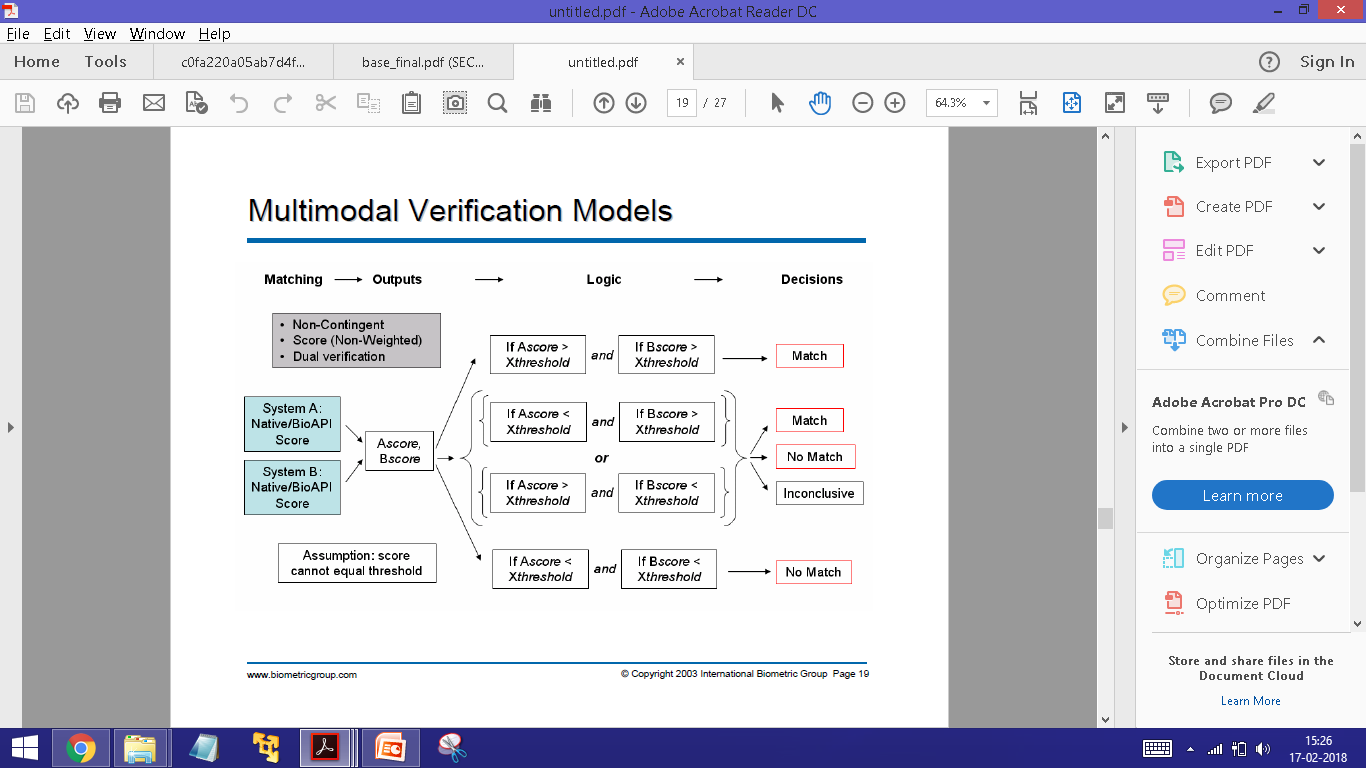 untitled.pdf - Adobe Acrobat Reader DC
File Edit View Window Help
Home Tools c0fa220a05ab7d4f... base_final.pdf (SEC... untitled.pdf × Sign In
19 / 27 64.3%
Multimodal Verification Models
Matching Outputs Logic Decisions
• Non-Contingent
• Score (Non-Weighted)
• Dual verification
System A:
Native/BioAPI
Score
System B:
Native/BioAPI
Score
Ascore,
Bscore
Assumption: score
cannot equal threshold
If Ascore >
Xthreshold
and
If Bscore >
Xthreshold
Match
If Ascore <
Xthreshold
and
If Bscore >
Xthreshold
or
If Ascore >
Xthreshold
and
If Bscore <
Xthreshold
Match
No Match
Inconclusive
If Ascore <
Xthreshold
and
If Bscore <
Xthreshold
No Match
www.biometricgroup.com
© Copyright 2003 International Biometric Group Page 19
Export PDF
Create PDF
Edit PDF
Comment
Combine Files
Adobe Acrobat Pro DC
Combine two or more files
into a single PDF
Learn more
Organize Pages
Optimize PDF
Store and share files in the
Document Cloud
Learn More
15:26
17-02-2018